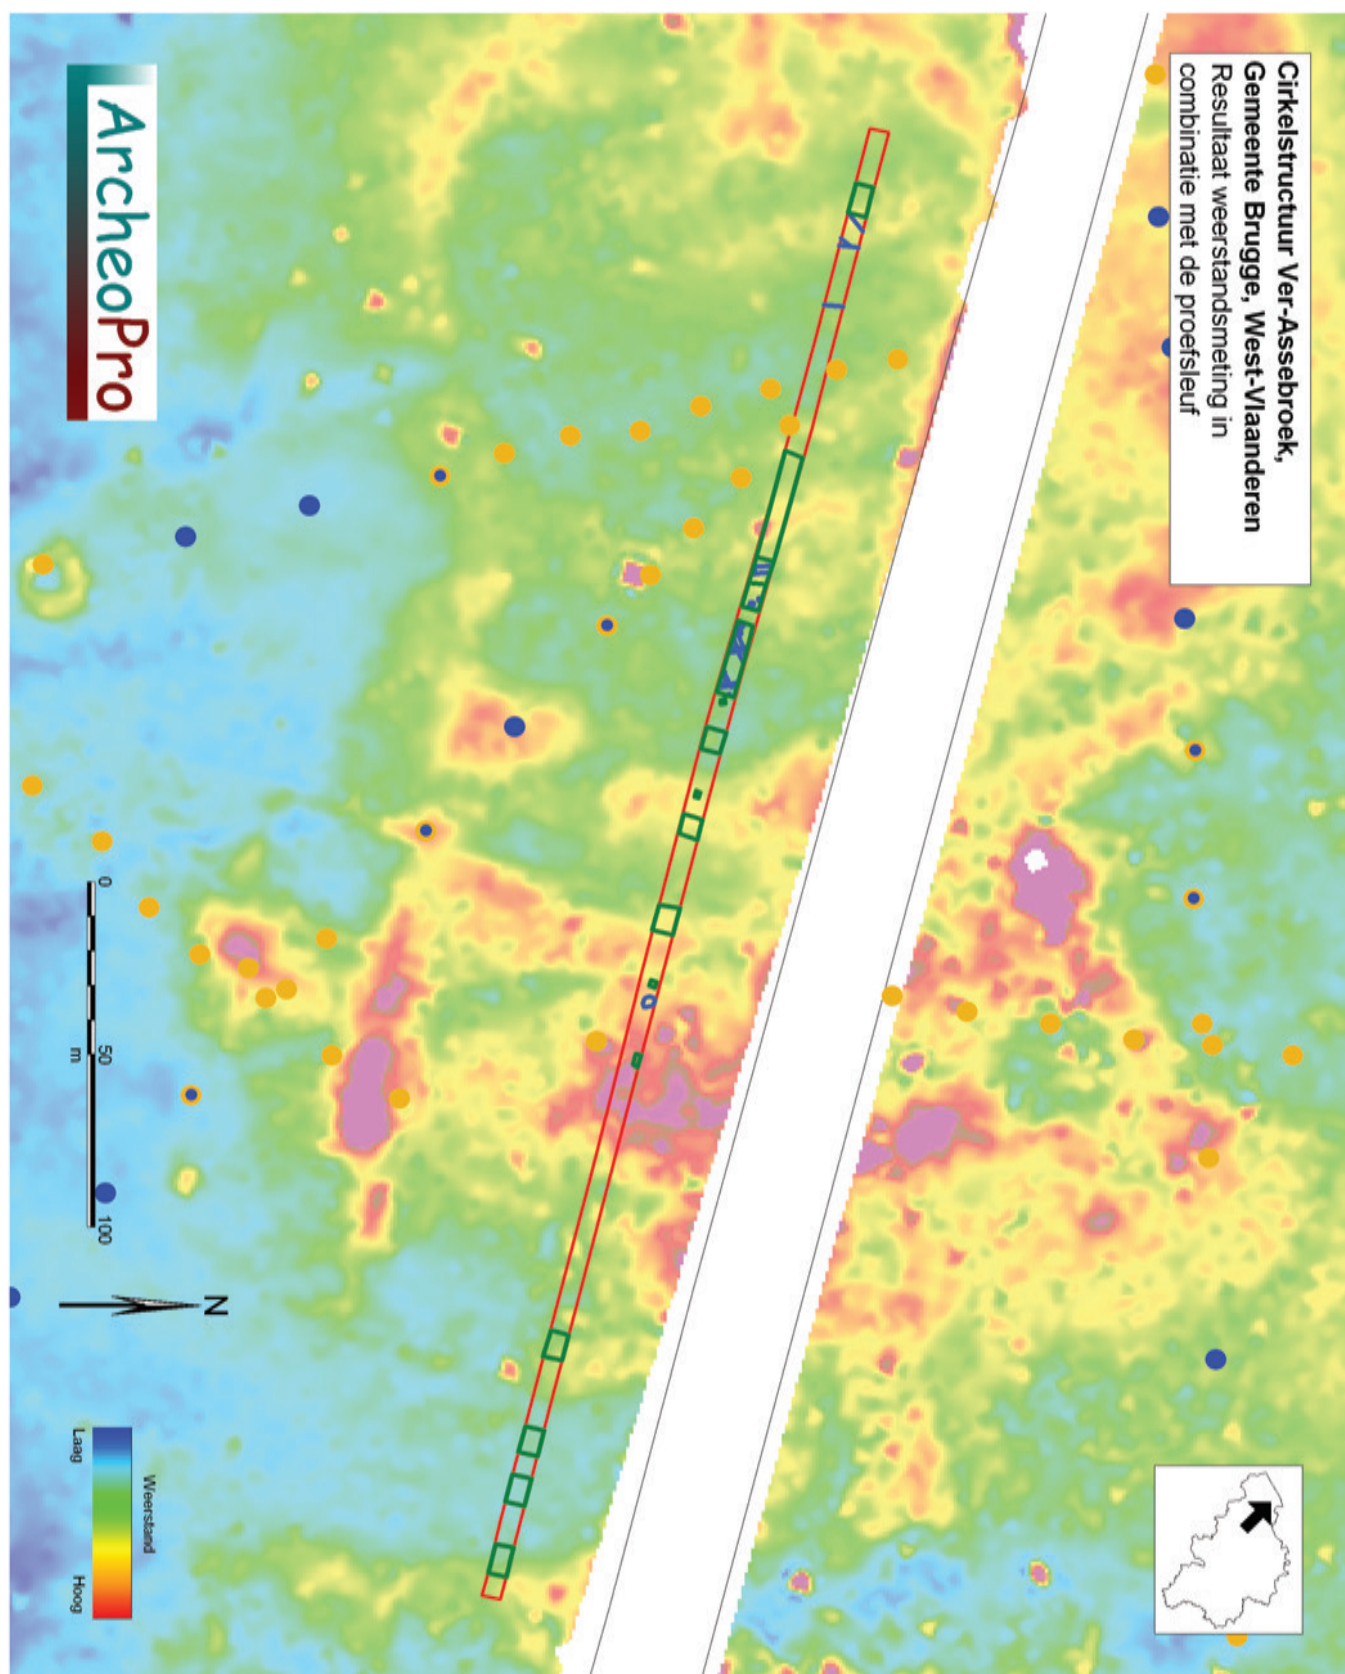 Cirkelstructuur Ver-Assebroek,
Gemeente Brugge, West-Vlaanderen
Resultaat weerstandsmeting in
combinatie met de proefsleuf
ArcheoPro
0
50
100
m
N
Weerstand
Laag
Hoog